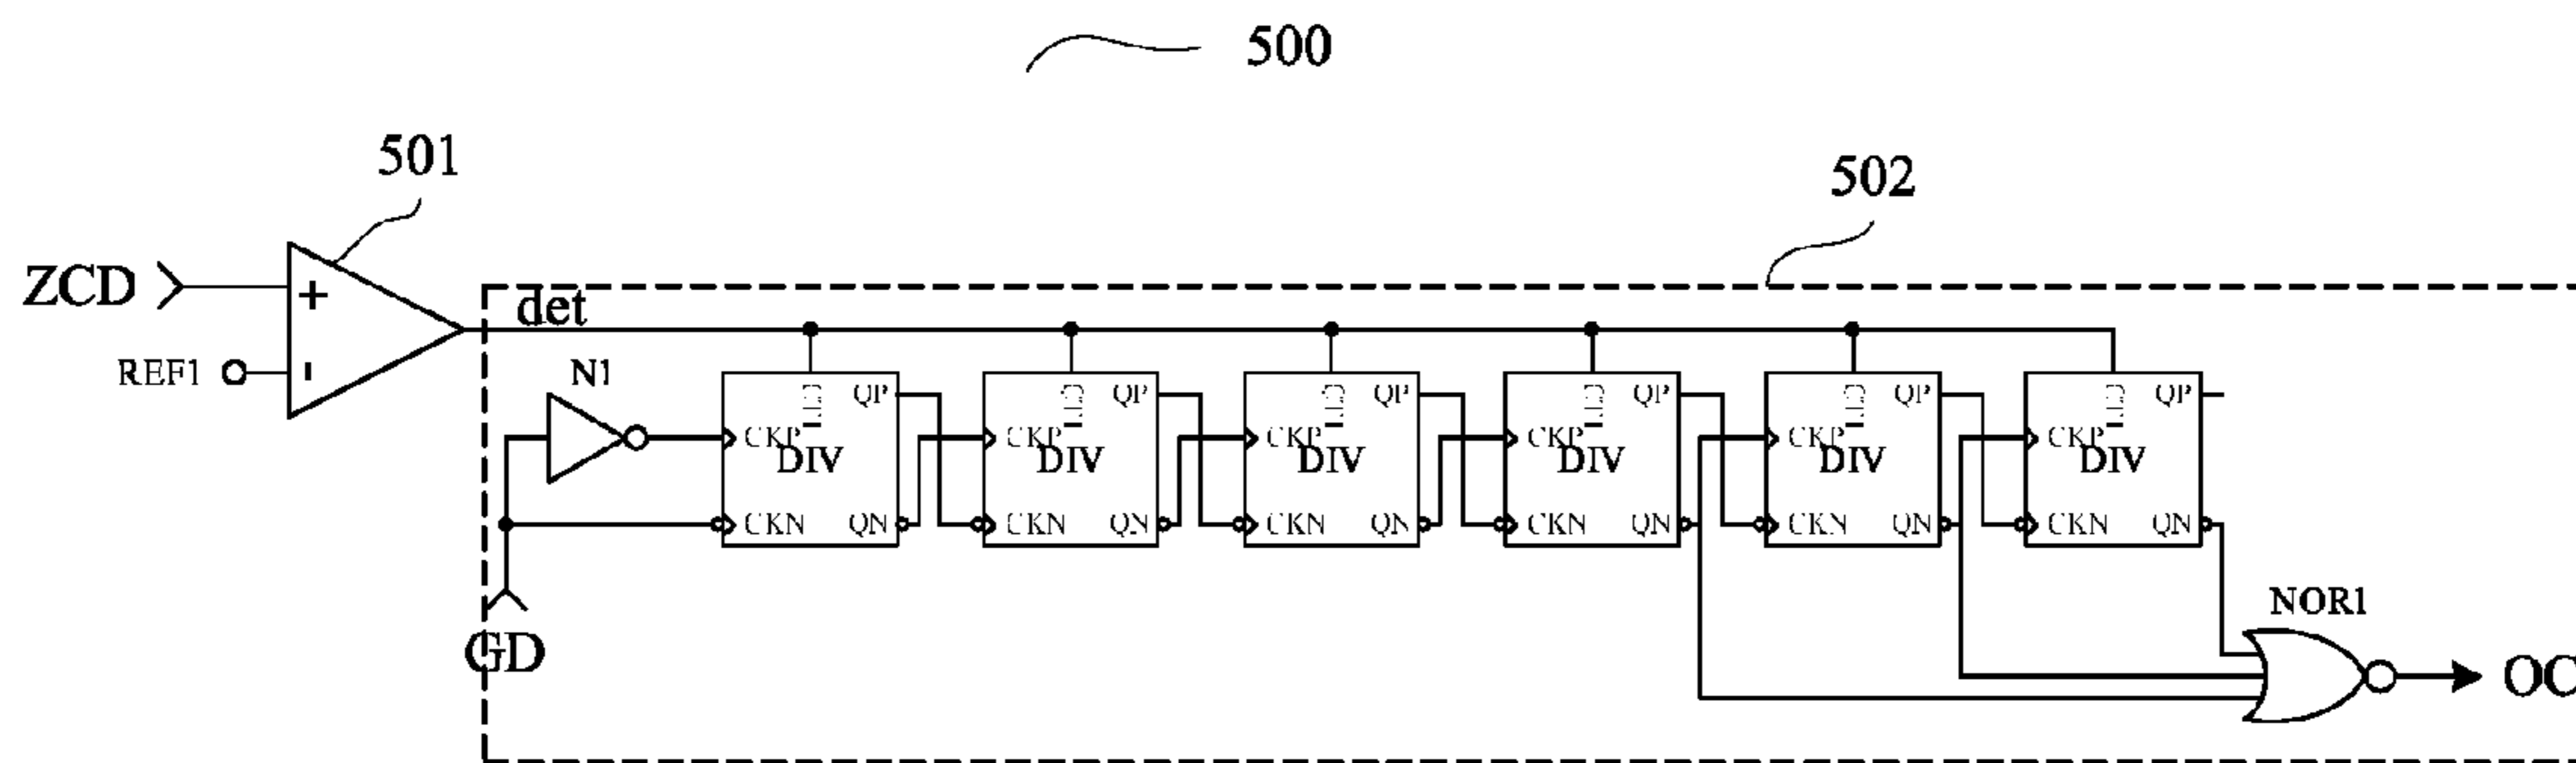 500
501
502
ZCD
det
REF1
N1
QP QP QP QP QP QP
CKP CKP CKP CKP CKP CKP
DIV DIV DIV DIV DIV DIV
CKN QN CKN QN CKN QN CKN QN CKN QN CKN QN
NOR1
GD
OC